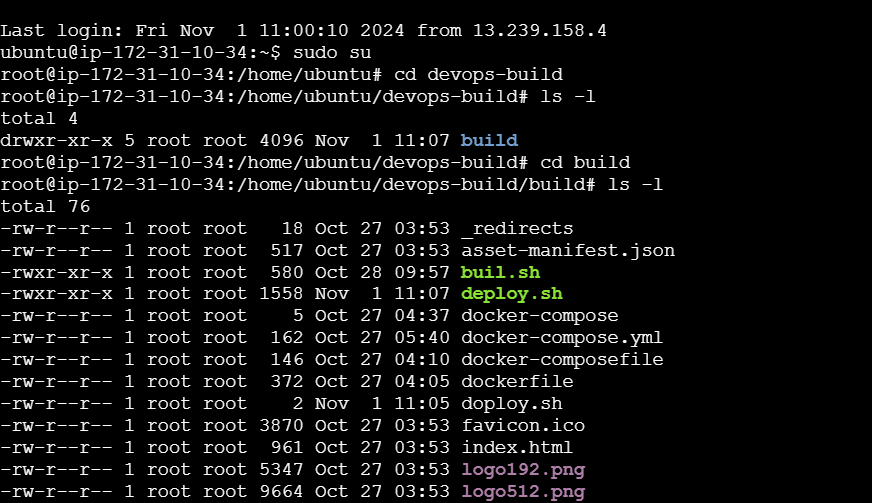 Last login: Fri Nov  1 11:00:10 2024 from 13.239.158.4
ubuntu@ip-172-31-10-34:~$ sudo su
root@ip-172-31-10-34:/home/ubuntu# cd devops-build
root@ip-172-31-10-34:/home/ubuntu/devops-build# ls -l
total 4
drwxr-xr-x 5 root root 4096 Nov  1 11:07 build
root@ip-172-31-10-34:/home/ubuntu/devops-build# cd build
root@ip-172-31-10-34:/home/ubuntu/devops-build/build# ls -l
total 76
-rw-r--r-- 1 root root   18 Oct 27 03:53 _redirects
-rw-r--r-- 1 root root  517 Oct 27 03:53 asset-manifest.json
-rwxr-xr-x 1 root root  580 Oct 28 09:57 buil.sh
-rwxr-xr-x 1 root root 1558 Nov  1 11:07 deploy.sh
-rw-r--r-- 1 root root    5 Oct 27 04:37 docker-compose
-rw-r--r-- 1 root root  162 Oct 27 05:40 docker-compose.yml
-rw-r--r-- 1 root root  146 Oct 27 04:10 docker-composefile
-rw-r--r-- 1 root root  372 Oct 27 04:05 dockerfile
-rw-r--r-- 1 root root    2 Nov  1 11:05 doploy.sh
-rw-r--r-- 1 root root 3870 Oct 27 03:53 favicon.ico
-rw-r--r-- 1 root root  961 Oct 27 03:53 index.html
-rw-r--r-- 1 root root 5347 Oct 27 03:53 logo192.png
-rw-r--r-- 1 root root 9664 Oct 27 03:53 logo512.png